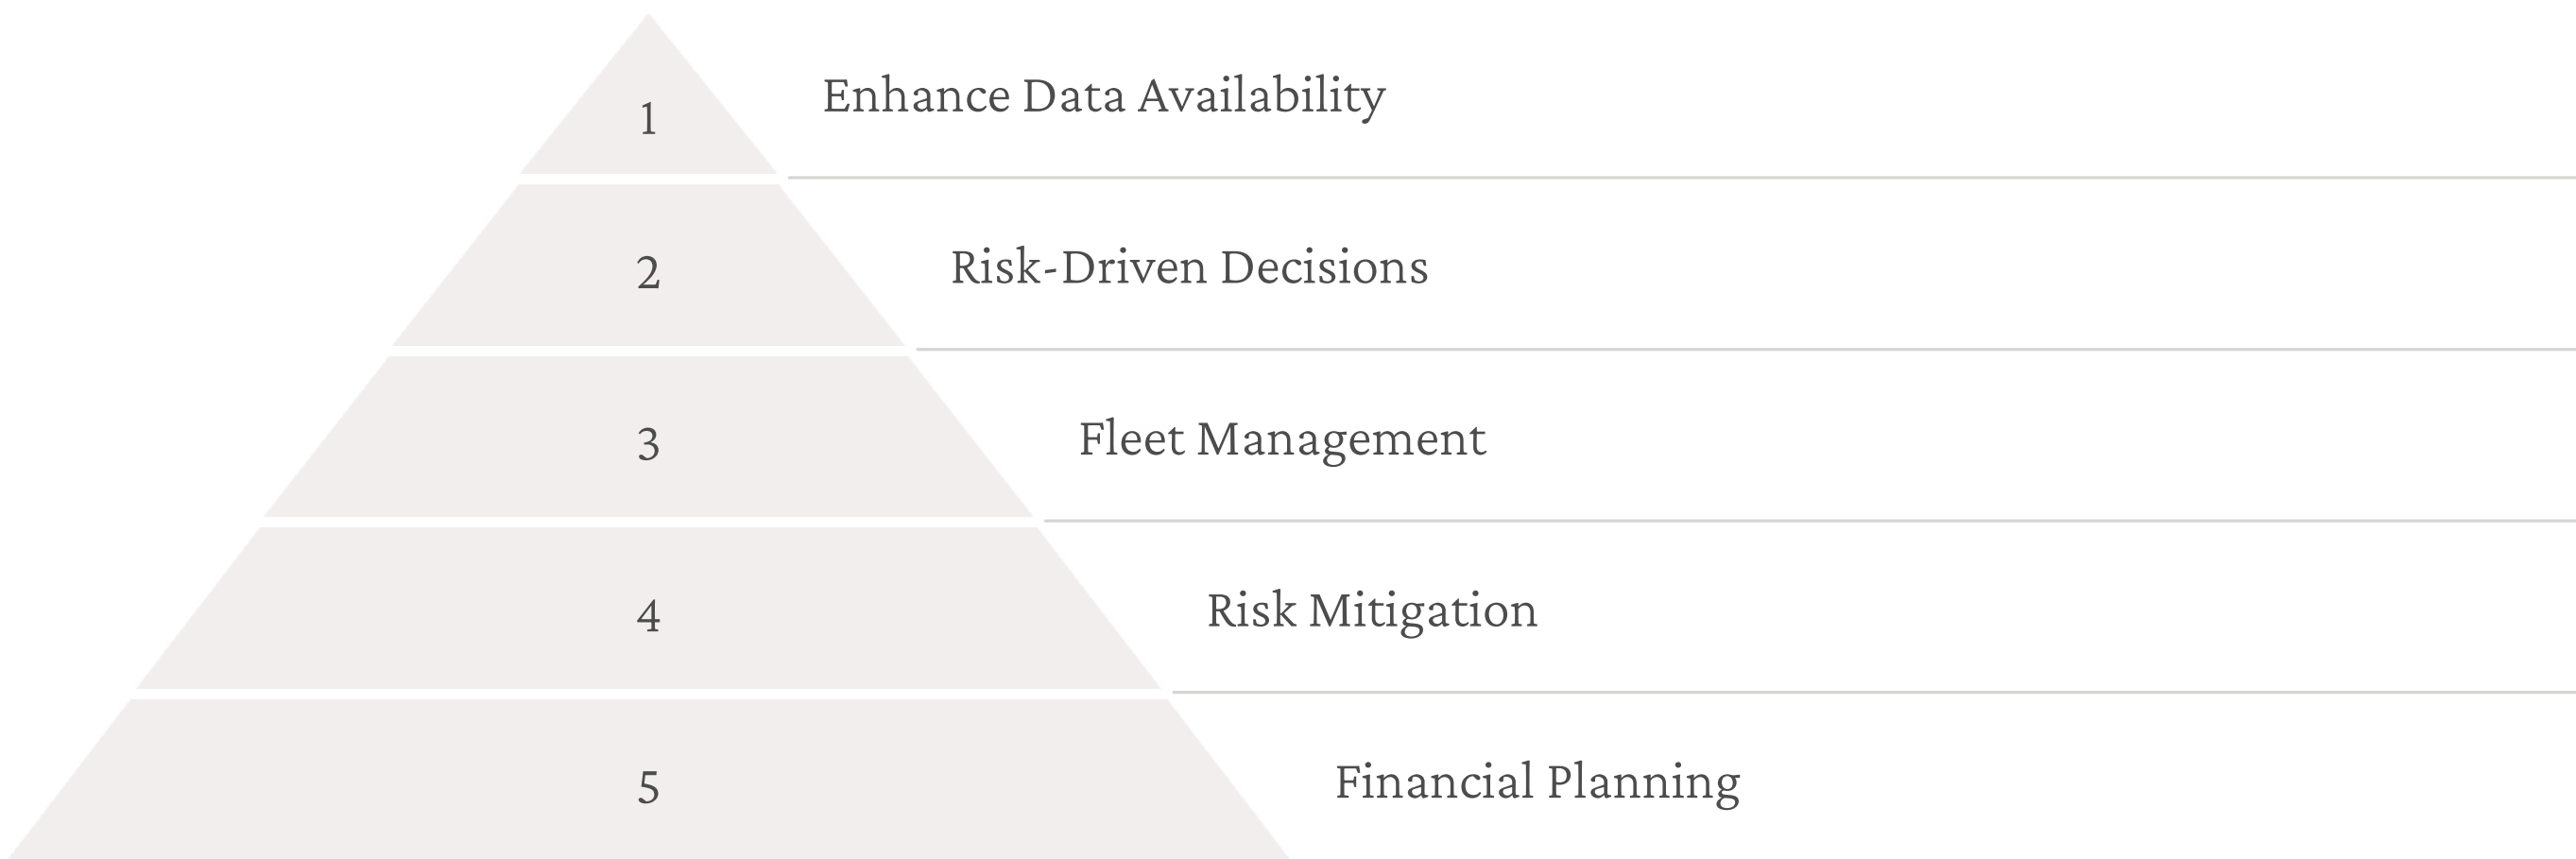 1
Enhance Data Availability
2
Risk-Driven Decisions
3
Fleet Management
4
Risk Mitigation
5
Financial Planning